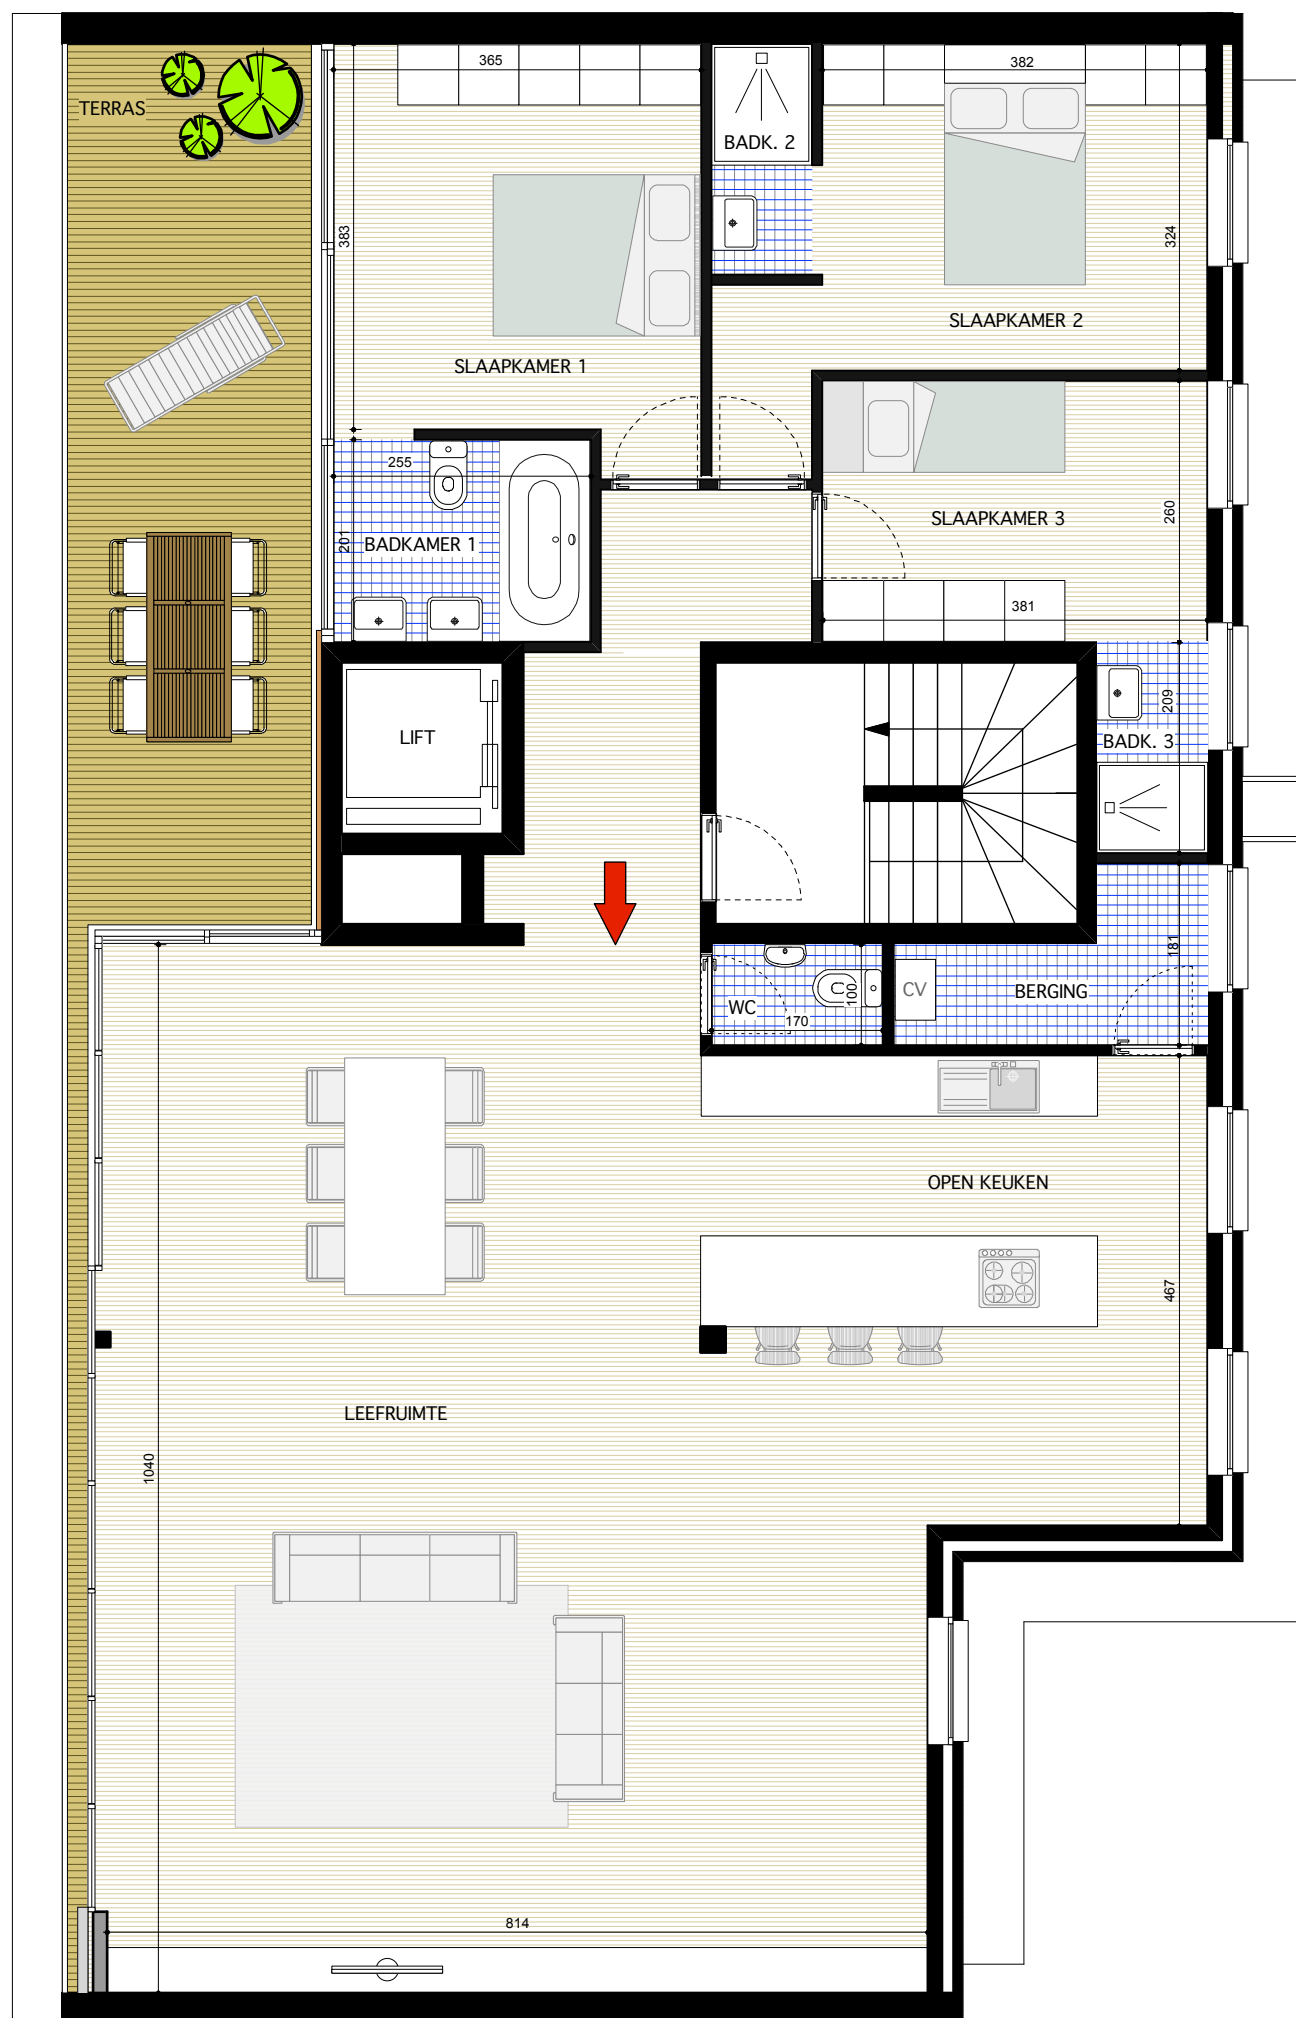 365
382
TERRAS
BADK. 2
383
324
SLAAPKAMER 2
SLAAPKAMER 1
255
260
SLAAPKAMER 3
201
BADKAMER 1
381
209
LIFT
BADK. 3
181
CV
BERGING
100
WC
170
OPEN KEUKEN
467
LEEFRUIMTE
1040
814